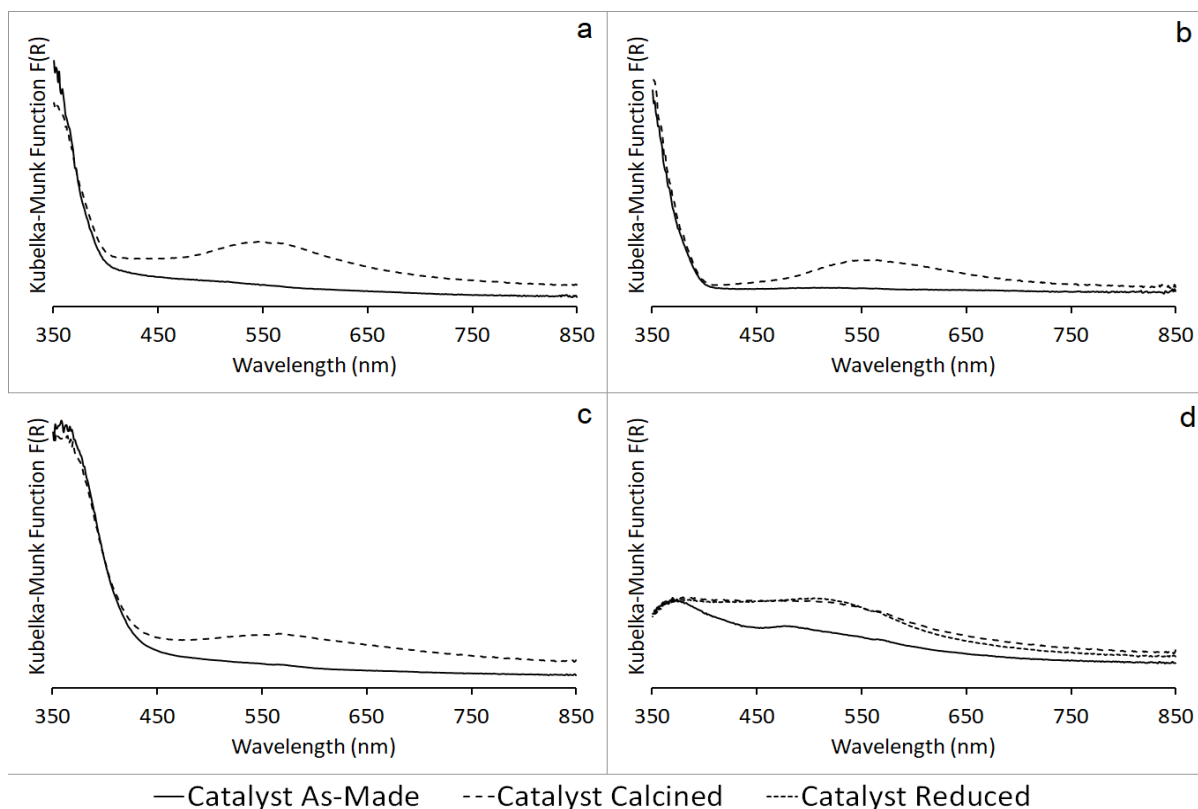 a
Kubelka-Munk Function F(R)
350 450 550 650 750 850
Wavelength (nm)
b
Kubelka-Munk Function F(R)
350 450 550 650 750 850
Wavelength (nm)
c
Kubelka-Munk Function F(R)
350 450 550 650 750 850
Wavelength (nm)
d
Kubelka-Munk Function F(R)
350 450 550 650 750 850
Wavelength (nm)
Catalyst As-Made Catalyst Calcined Catalyst Reduced